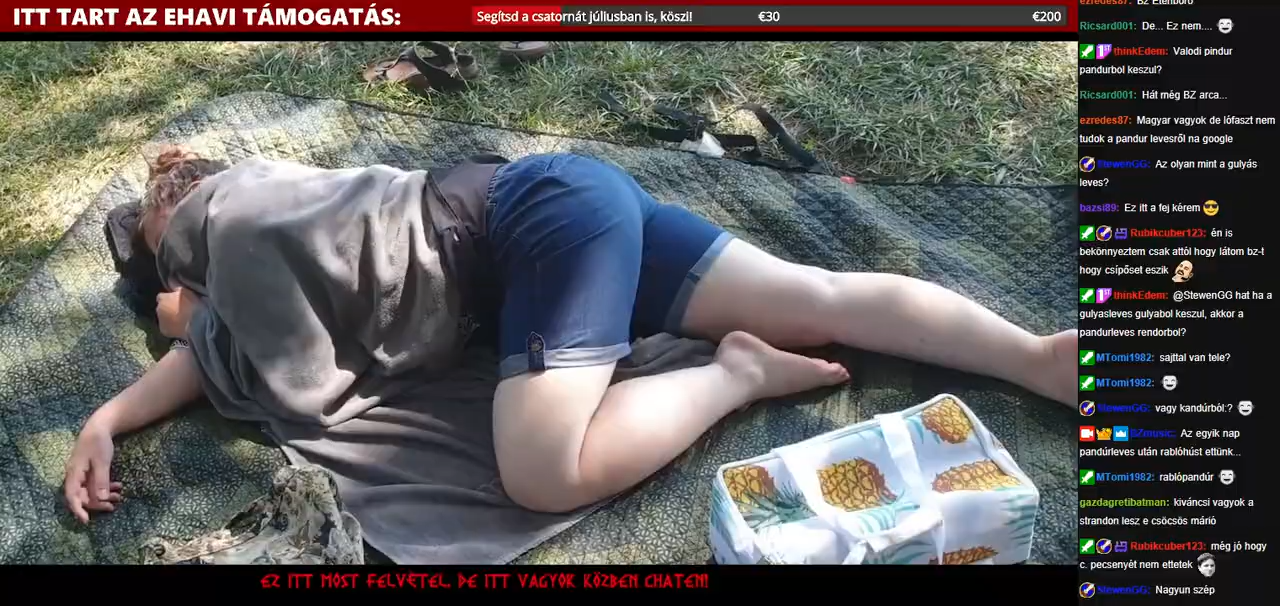 ITT TART AZ EHAVI TÁMOGATÁS:
Segítsd a csatornát júliusban is, köszi!
€30
€200
ezredes87: BZ Etenboro
Ricsard001: De... Ez nem....
thinkEdem: Valodi pindur
pandurbol keszul?
Ricsard001: Hát még BZ arca...
ezredes87: Magyar vagyok de lófaszt nem
tudok a pandur levesről na google
StewenGG: Az olyan mint a gulyás
leves?
bazsi89: Ez itt a fej kérem
Rubikcuber123: én is
bekönnyeztem csak attól hogy látom bz-t
hogy csípőset eszik
thinkEdem: @StewenGG hat ha a
gulyasleves gulyabol keszul, akkor a
pandurleves rendorbol?
MTomi1982: sajttal van tele?
MTomi1982:
StewenGG: vagy kandúrból:?
BZmusic: Az egyik nap
pandúrleves után rablóhúst ettünk...
MTomi1982: rablópandúr
gazdagretibatman: kiváncsi vagyok a
strandon lesz e csöcsös márió
Rubikcuber123: még jó hogy
c. pecsenyét nem ettetek
StewenGG: Nagyun szép
EZ ITT MOST FELVÉTEL, DE ITT VAGYOK KÖZBEN CHATEN!